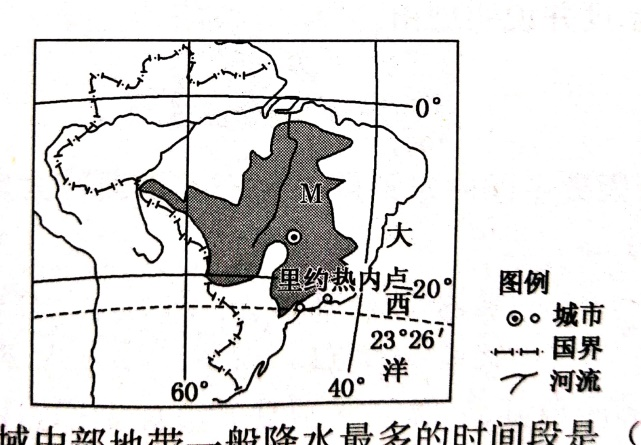 0°
M
大
里约热内卢
西
20°
23°26′
洋
60°
40°
图例
城市
国界
河流
域中部地带一般降水最多的时间段是（